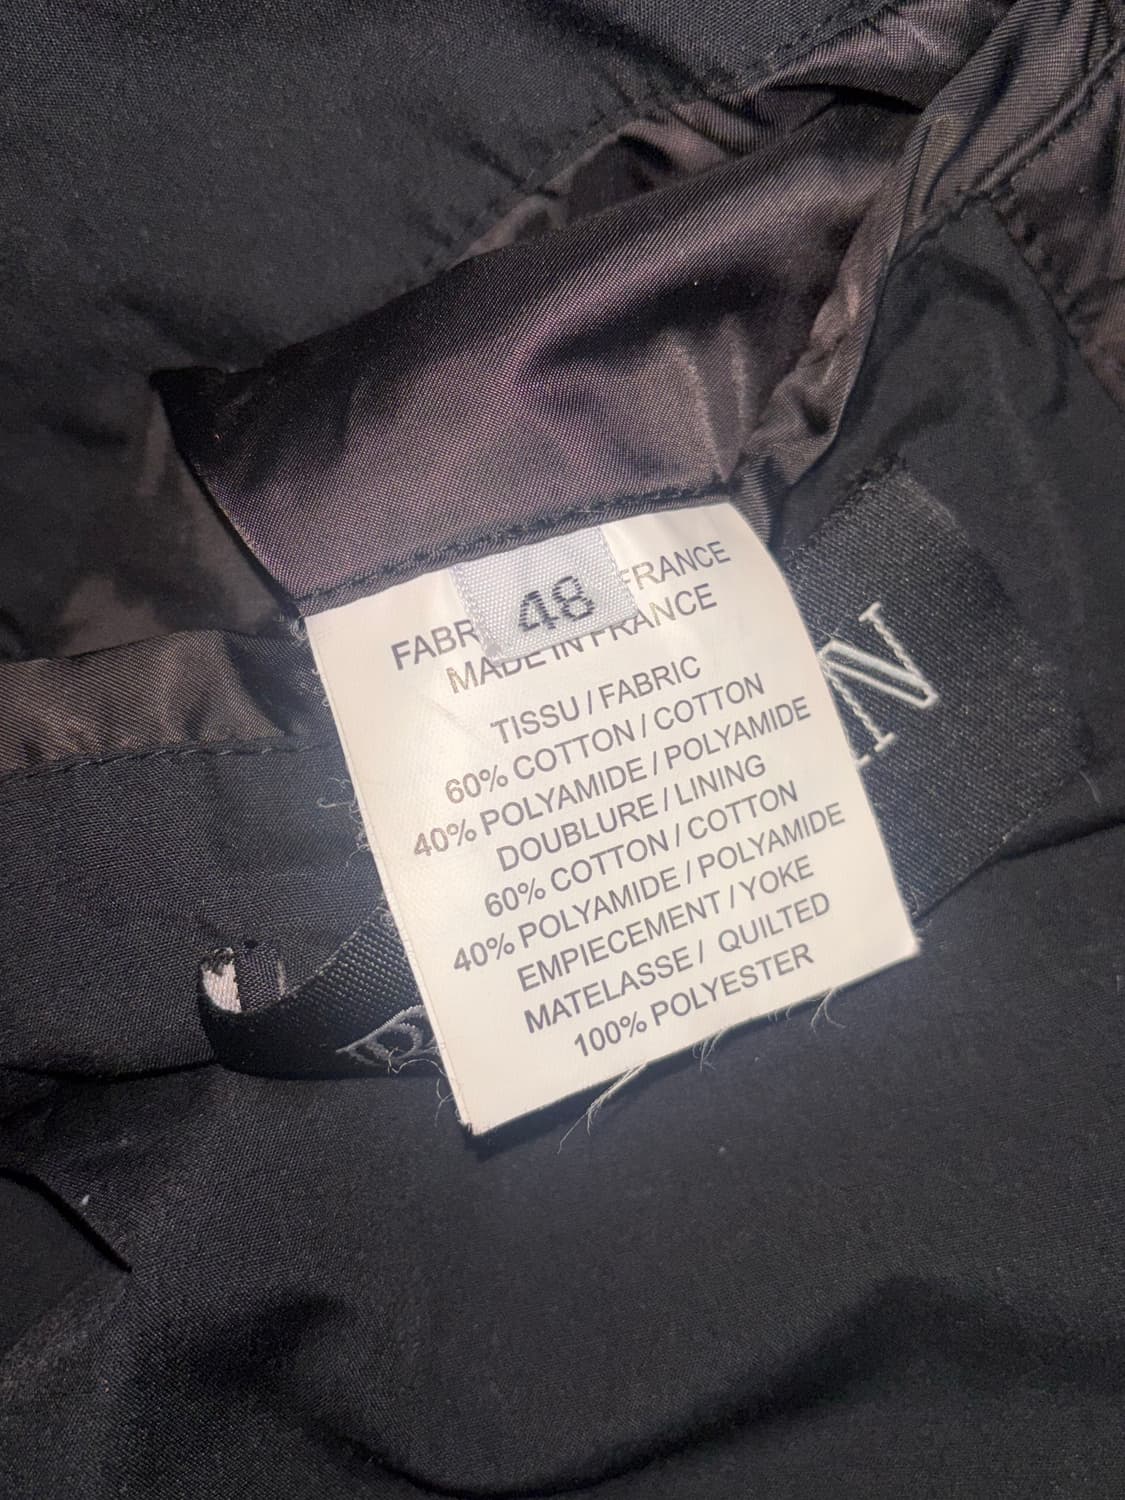 48
FRANCE
MADE IN FRANCE
TISSU / FABRIC
60% COTTON / COTTON
40% POLYAMIDE / POLYAMIDE
DOUBLURE / LINING
60% COTTON / COTTON
40% POLYAMIDE / POLYAMIDE
EMPIECEMENT / YOKE
MATELASSE / QUILTED
100% POLYESTER